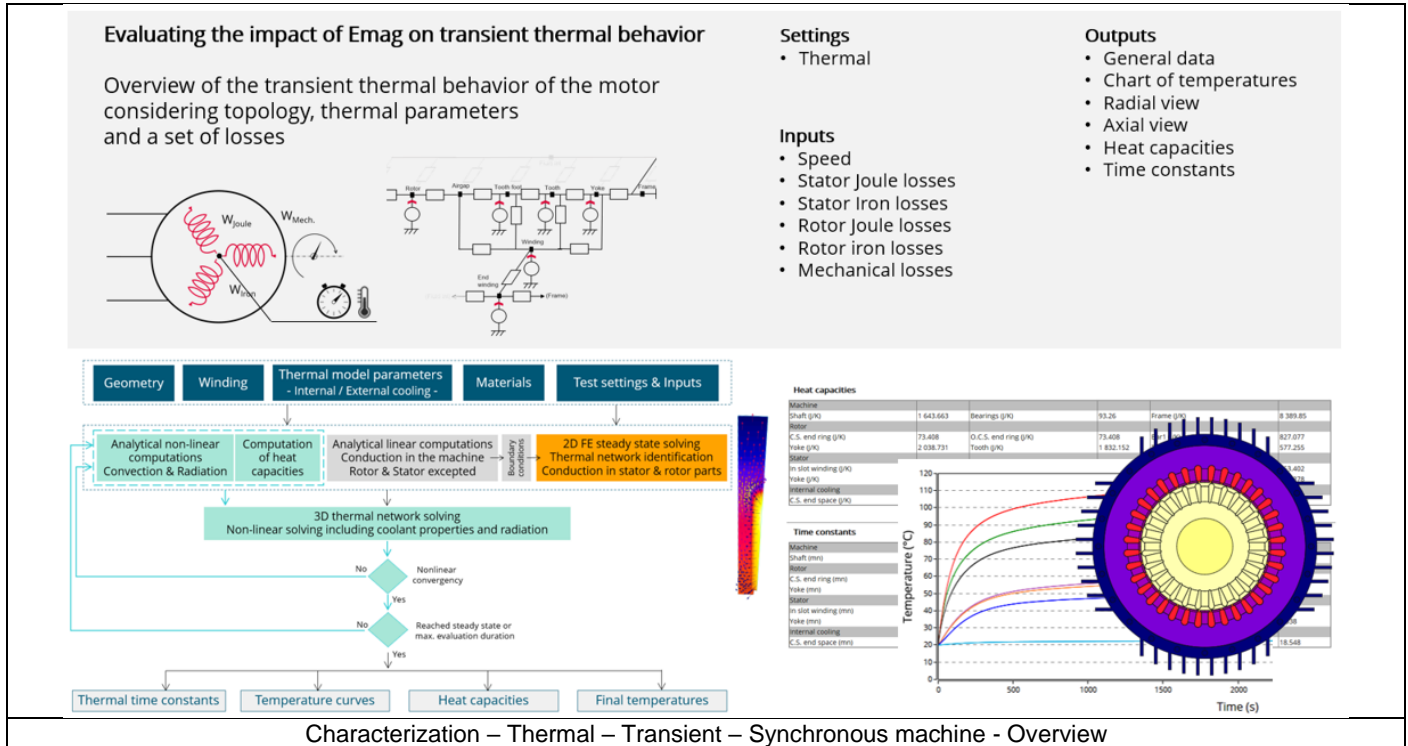 Evaluating the impact of Emag on transient thermal behavior
Overview of the transient thermal behavior of the motor
considering topology, thermal parameters
and a set of losses
Settings
• Thermal
Inputs
• Speed
• Stator Joule losses
• Stator Iron losses
• Rotor Joule losses
• Rotor iron losses
• Mechanical losses
Outputs
• General data
• Chart of temperatures
• Radial view
• Axial view
• Heat capacities
• Time constants
WJoule
WMech.
WIron
Rotor
Airgap
Tooth foot
Tooth
Yoke
Frame
Winding
End
winding
(Frame)
Geometry
Winding
Thermal model parameters
- Internal / External cooling -
Materials
Test settings & Inputs
Analytical non-linear
computations
Convection & Radiation
Computation
of heat
capacities
Analytical linear computations
Conduction in the machine
Rotor & Stator excepted
Boundary
conditions
2D FE steady state solving
Thermal network identification
Conduction in stator & rotor parts
3D thermal network solving
Non-linear solving including coolant properties and radiation
No
Nonlinear
convergency
Yes
No
Reached steady state or
max. evaluation duration
Yes
Thermal time constants
Temperature curves
Heat capacities
Final temperatures
Heat capacities
Machine
Shaft (J/K) 1 643.663 Bearings (J/K) 93.26 Frame (J/K) 8 389.85
Rotor
C.S. end ring (J/K) 73.408 O.C.S. end ring (J/K) 73.408 827.077
Yoke (J/K) 2 038.731 Tooth (J/K) 1 832.152 577.255
Stator
In slot winding (J/K)
Yoke (J/K)
Internal cooling
C.S. end space (J/K)
Time constants
Machine
Shaft (mn)
Rotor
C.S. end ring (mn)
Yoke (mn)
Stator
In slot winding (mn)
Yoke (mn)
Internal cooling
C.S. end space (mn) 18.548
Temperature (°C)
120
110
100
90
80
70
60
50
40
30
20
10
0
0 500 1000 1500 2000
Time (s)
Characterization – Thermal – Transient – Synchronous machine - Overview